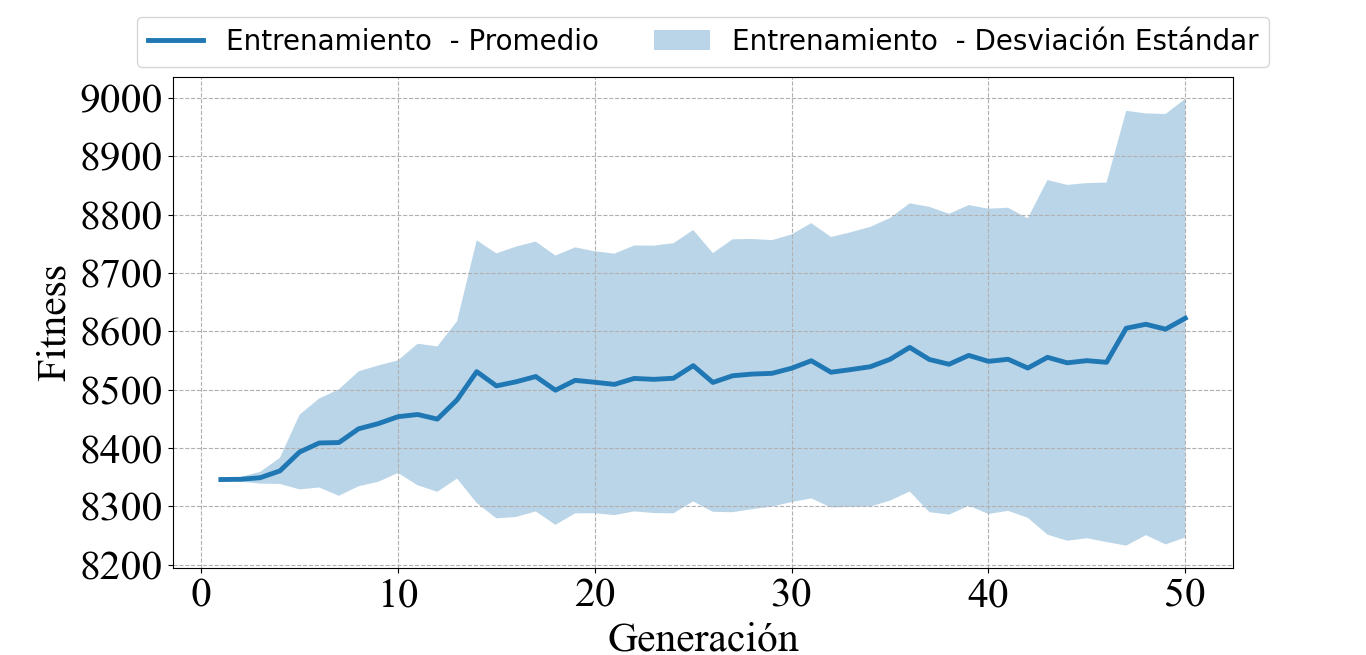 Entrenamiento  - Promedio
Entrenamiento  - Desviación Estándar
9000
8900
8800
8700
8600
8500
8400
8300
8200
Fitness
0 10 20 30 40 50
Generación